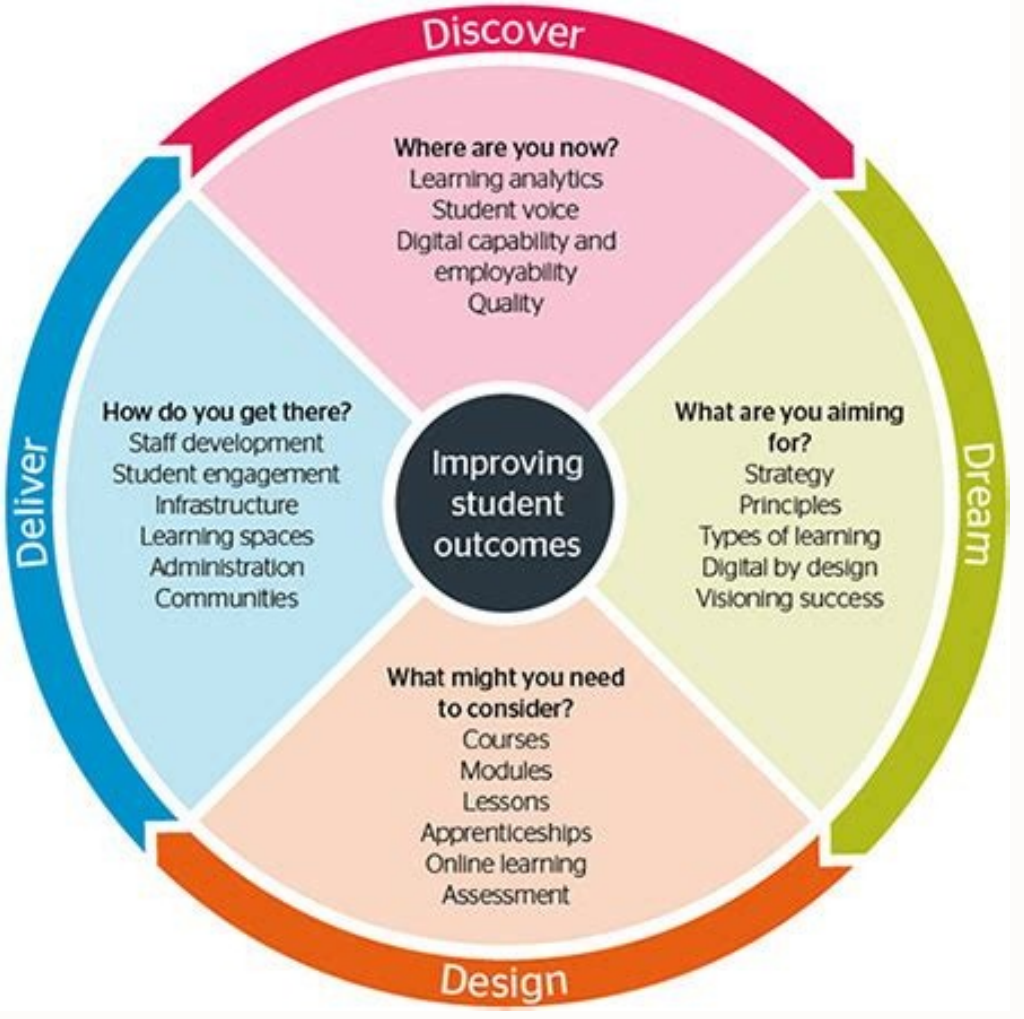 Discover
Where are you now?
Learning analytics
Student voice
Digital capability and
employability
Quality
Dream
What are you aiming
for?
Strategy
Principles
Types of learning
Digital by design
Visioning success
Design
What might you need
to consider?
Courses
Modules
Lessons
Apprenticeships
Online learning
Assessment
Deliver
How do you get there?
Staff development
Student engagement
Infrastructure
Learning spaces
Administration
Communities
Improving
student
outcomes